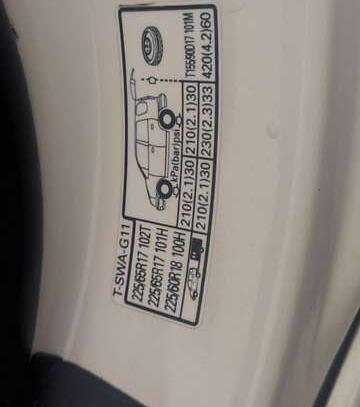 T-SWA-G11
225/65R17 102T
225/65R17 101H
225/60R18 100H
kPa(bar)psi
210(2.1)30 210(2.1)30
210(2.1)30 230(2.3)33
T155/90D17 101M
420(4.2)60